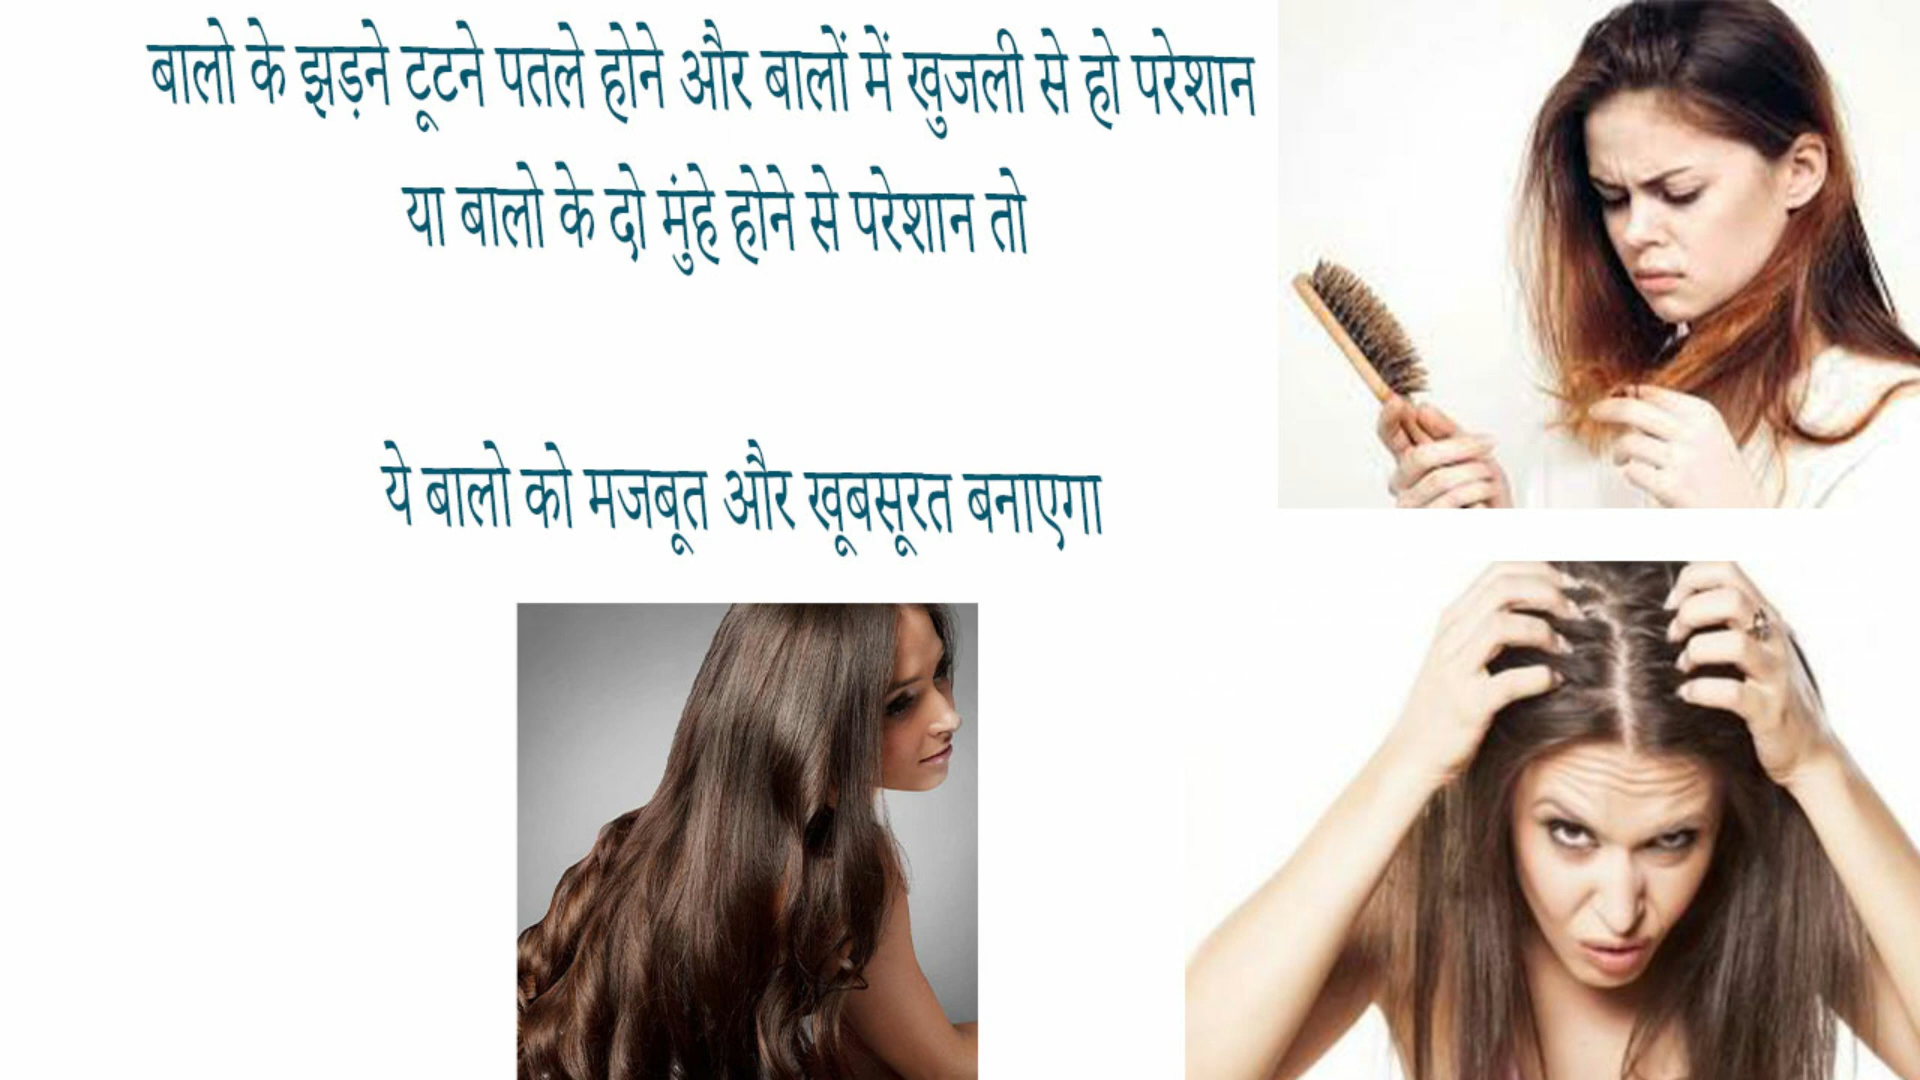 बालो के झड़ने टूटने पतले होने और बालों में खुजली से हो परेशान
या बालो के दो मुंहे होने से परेशान तो
ये बालो को मजबूत और खूबसूरत बनाएगा